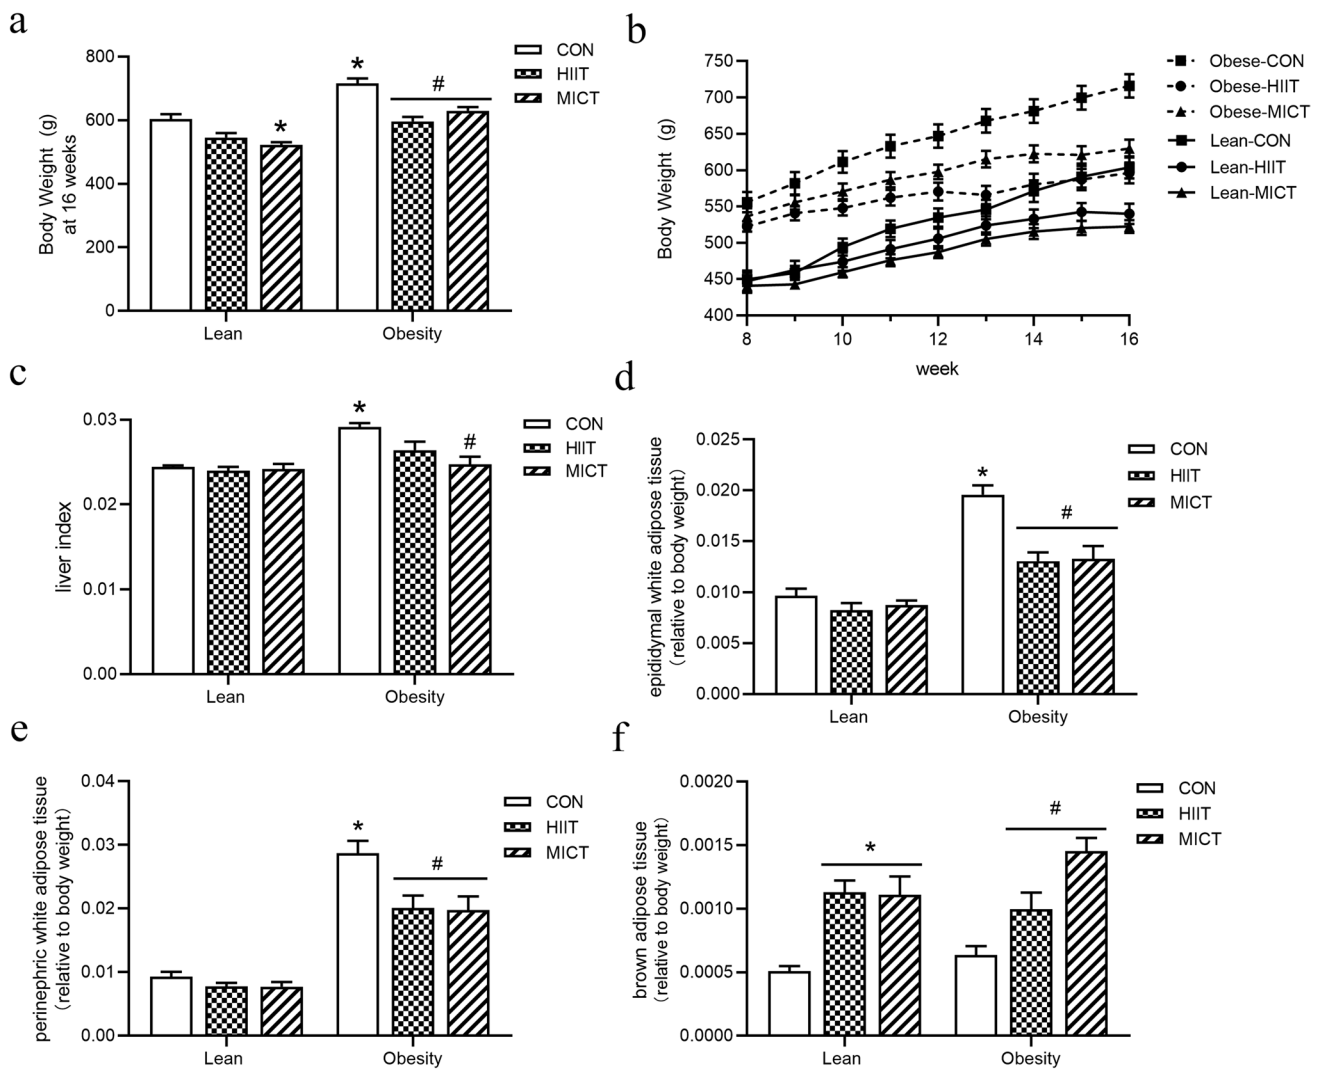 a
Body Weight (g)
at 16 weeks
800
600
400
200
0
*
*
#
Lean
Obesity
CON
HIIT
MICT
b
Body Weight (g)
750
700
650
600
550
500
450
400
8
10
12
14
16
week
Obese-CON
Obese-HIIT
Obese-MICT
Lean-CON
Lean-HIIT
Lean-MICT
c
liver index
0.03
0.02
0.01
0.00
*
#
Lean
Obesity
CON
HIIT
MICT
d
epididymal white adipose tissue
(relative to body weight)
0.025
0.020
0.015
0.010
0.005
0.000
*
#
Lean
Obesity
CON
HIIT
MICT
e
perinephric white adipose tissue
(relative to body weight)
0.04
0.03
0.02
0.01
0.00
*
#
Lean
Obesity
CON
HIIT
MICT
f
brown adipose tissue
(relative to body weight)
0.0020
0.0015
0.0010
0.0005
0.0000
*
#
Lean
Obesity
CON
HIIT
MICT